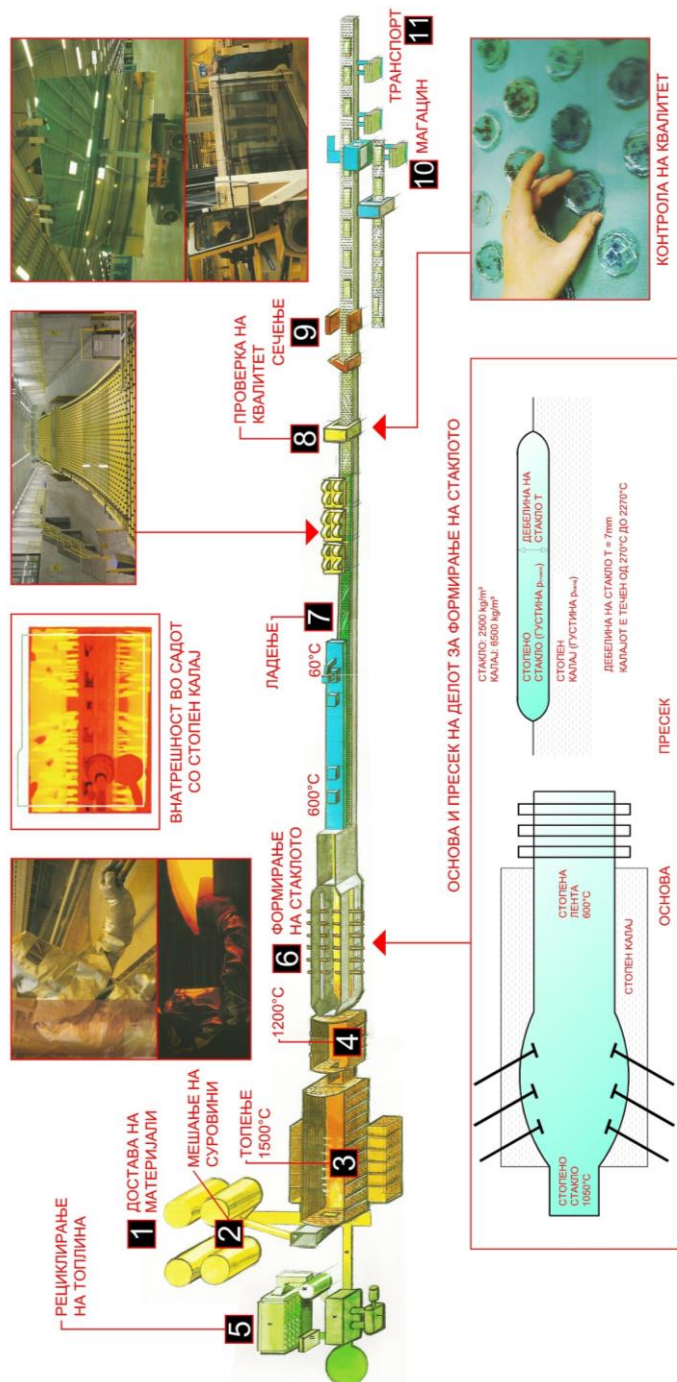 РЕЦИКЛИРАЊЕ
НА ТОПЛИНА
5
1
ДОСТАВА НА
МАТЕРИЈАЛИ
2
МЕШАЊЕ НА
СУРОВИНИ
ТОПЕЊЕ
1500°C
3
1200°C
4
6
ФОРМИРАЊЕ
НА СТАКЛОТО
ВНАТРЕШНОСТ ВО САДОТ
СО СТОПЕН КАЛАЈ
600°C
60°C
ЛАДЕЊЕ
7
ПРОВЕРКА НА
КВАЛИТЕТ
8
СЕЧЕЊЕ
9
10
МАГАЦИН
ТРАНСПОРТ
11
ОСНОВА И ПРЕСЕК НА ДЕЛОТ ЗА ФОРМИРАЊЕ НА СТАКЛОТО
СТОПЕНО
СТАКЛО
1050°C
СТОПЕНА
ЛЕНТА
600°C
СТОПЕН КАЛАЈ
ОСНОВА
СТАКЛО: 2500 kg/m³
КАЛАЈ: 6500 kg/m³
СТОПЕНО
СТАКЛО (ГУСТИНА
ДЕБЕЛИНА НА
СТАКЛО Т
СТОПЕН
КАЛАЈ (ГУСТИНА
ДЕБЕЛИНА НА СТАКЛО Т = 7mm
КАЛАЈОТ Е ТЕЧЕН ОД 270°C ДО 2270°C
ПРЕСЕК
КОНТРОЛА НА КВАЛИТЕТ